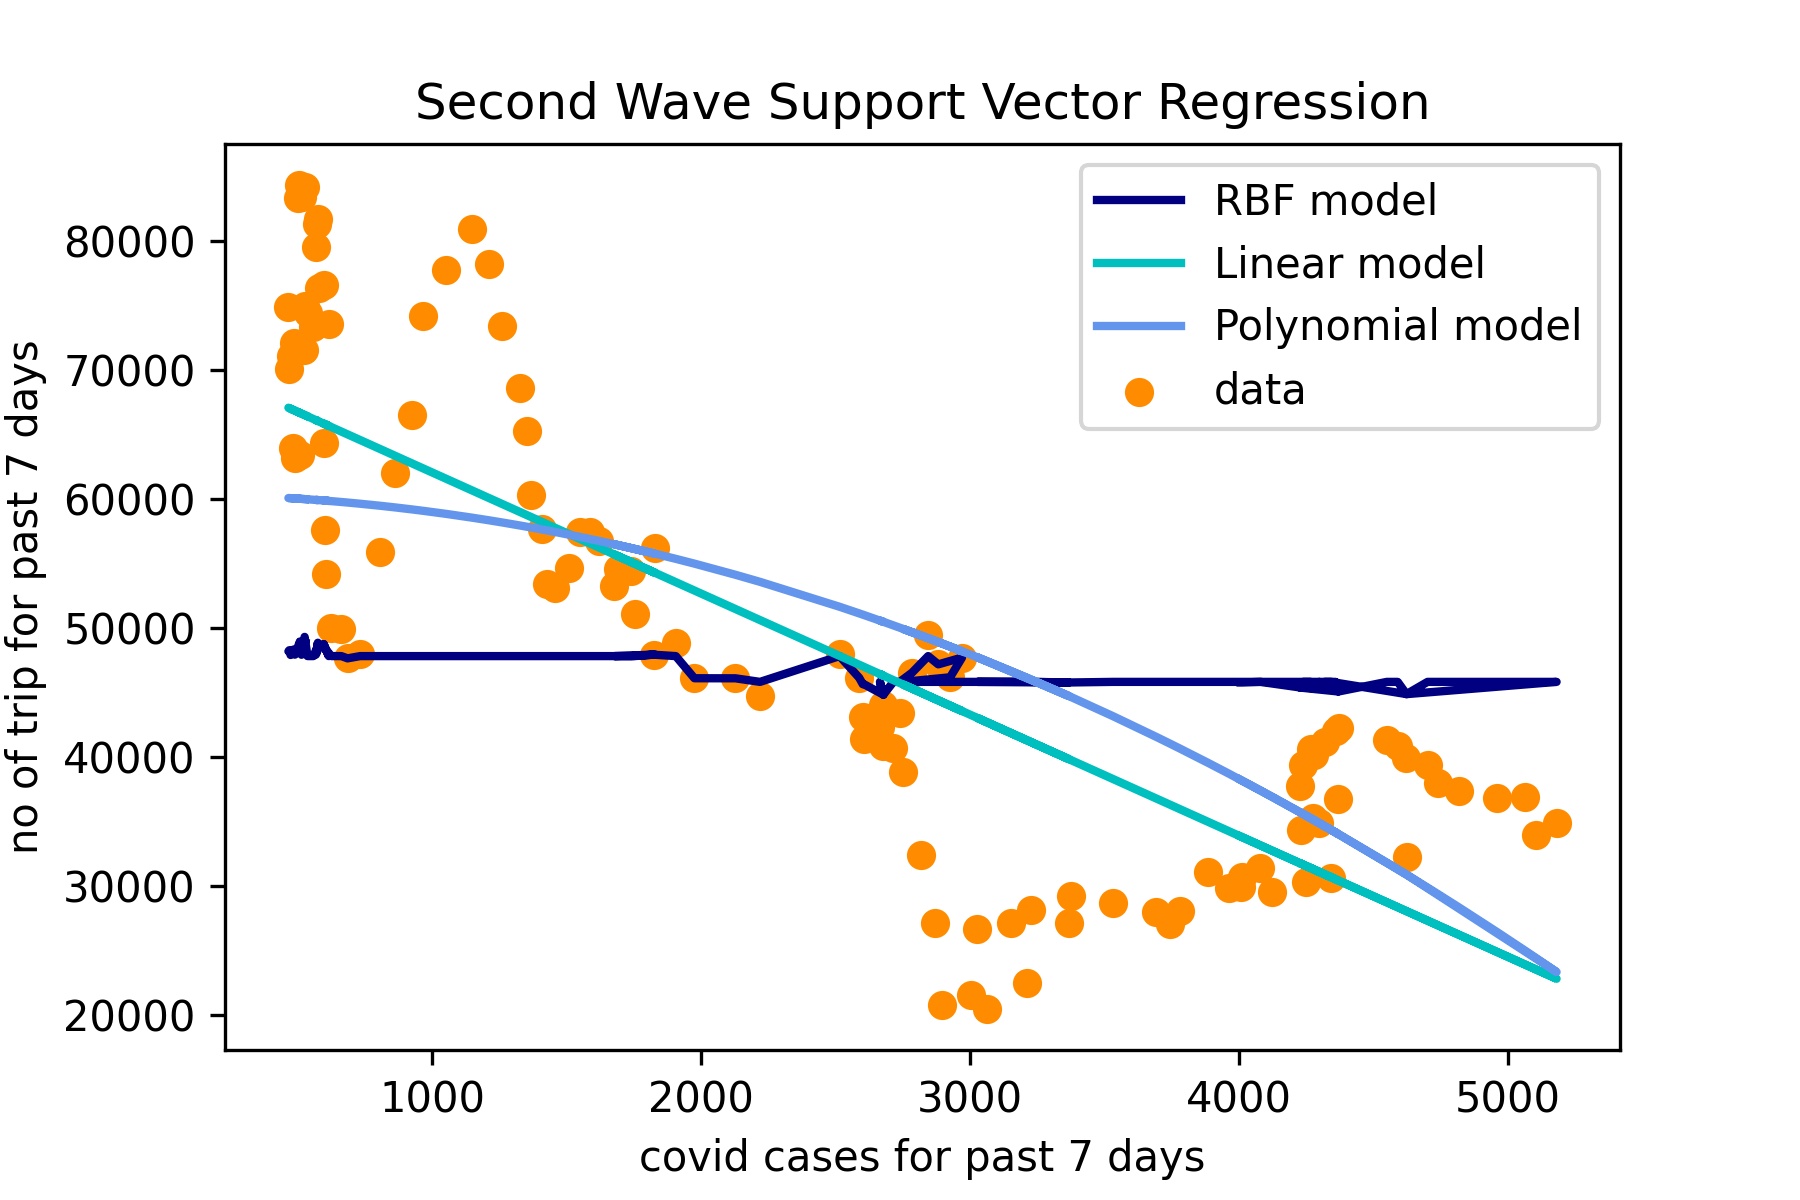 Second Wave Support Vector Regression
RBF model
Linear model
Polynomial model
data
no of trip for past 7 days
80000
70000
60000
50000
40000
30000
20000
1000 2000 3000 4000 5000
covid cases for past 7 days